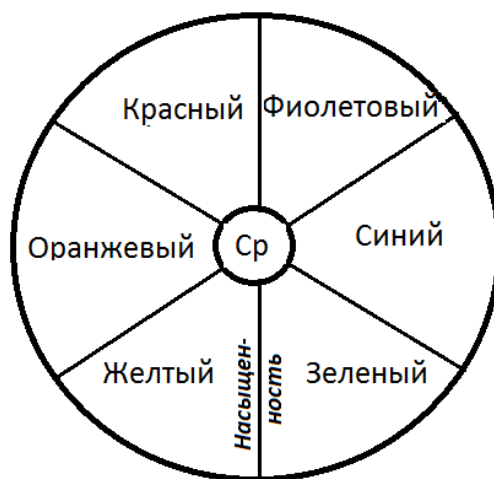 Красный
Фиолетовый
Оранжевый
Ср
Синий
Желтый
Насыщен-
ность
Зеленый